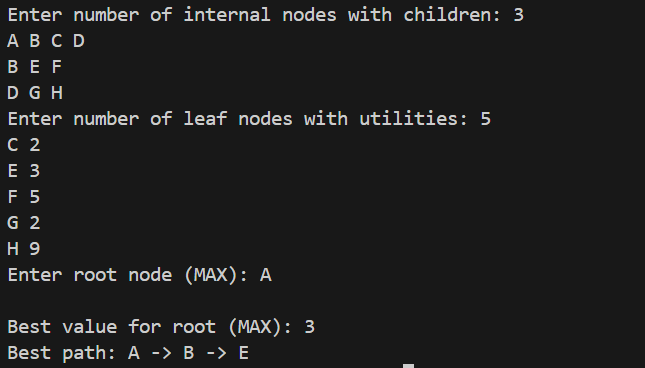 Enter number of internal nodes with children: 3
A B C D
B E F
D G H
Enter number of leaf nodes with utilities: 5
C 2
E 3
F 5
G 2
H 9
Enter root node (MAX): A
Best value for root (MAX): 3
Best path: A -> B -> E